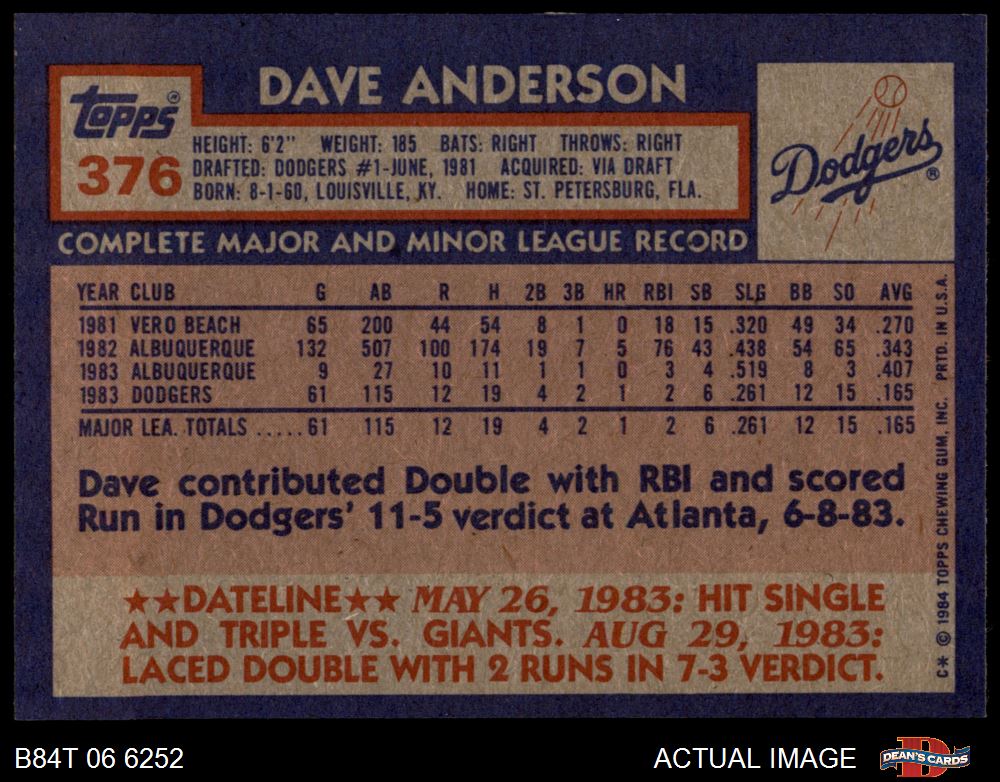 DAVE ANDERSON
topps®
376
HEIGHT: 6'2" WEIGHT: 185 BATS: RIGHT THROWS: RIGHT
DRAFTED: DODGERS #1-JUNE, 1981 ACQUIRED: VIA DRAFT
BORN: 8-1-60, LOUISVILLE, KY. HOME: ST. PETERSBURG, FLA.
Dodgers®
COMPLETE MAJOR AND MINOR LEAGUE RECORD
YEAR CLUB G AB R H 2B 3B HR RBI SB SLG BB SO AVG
1981 VERO BEACH 65 200 44 54 8 1 0 18 15 .320 49 34 .270
1982 ALBUQUERQUE 132 507 100 174 19 7 5 76 43 .438 54 65 .343
1983 ALBUQUERQUE 9 27 10 11 1 1 0 3 4 .519 8 3 .407
1983 DODGERS 61 115 12 19 4 2 1 2 6 .261 12 15 .165
MAJOR LEA. TOTALS .....61 115 12 19 4 2 1 2 6 .261 12 15 .165
Dave contributed Double with RBI and scored
Run in Dodgers' 11-5 verdict at Atlanta, 6-8-83.
★★DATELINE★★ MAY 26, 1983: HIT SINGLE
AND TRIPLE VS. GIANTS. AUG 29, 1983:
LACED DOUBLE WITH 2 RUNS IN 7-3 VERDICT.
C* © 1984 TOPPS CHEWING GUM, INC. PRTD. IN U.S.A.
B84T 06 6252
ACTUAL IMAGE
D
DEAN'S CARDS